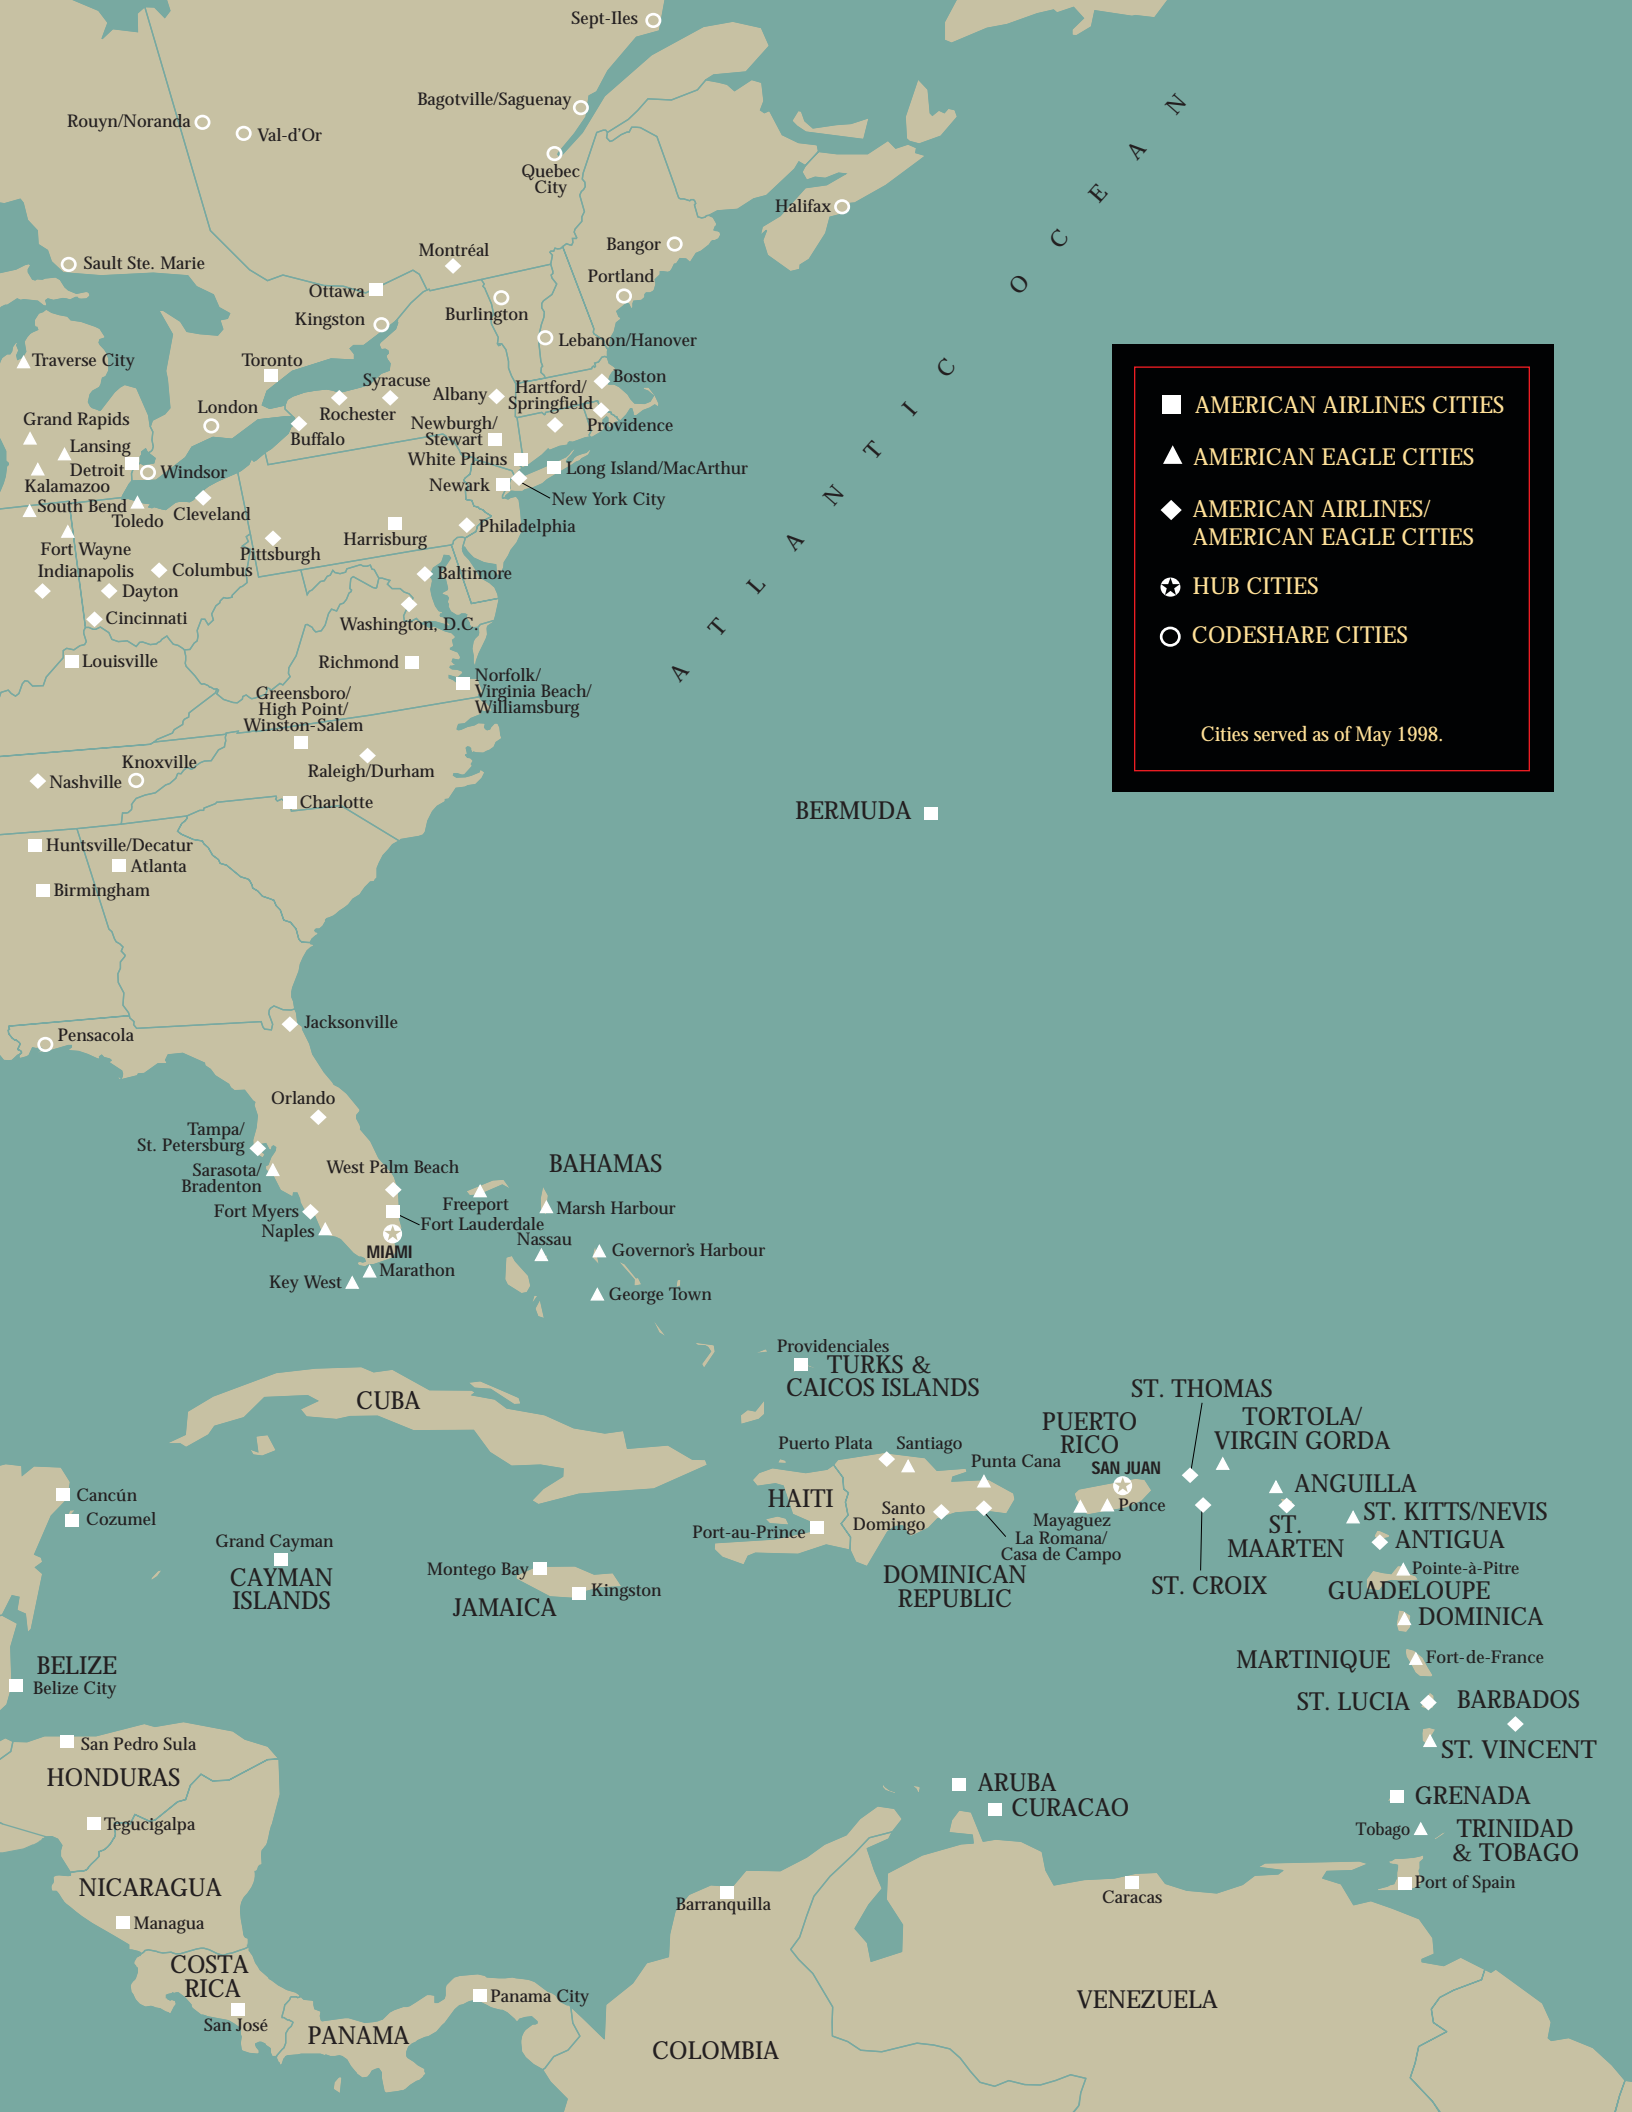 Sept-Iles
Bagotville/Saguenay
Rouyn/Noranda
Val-d'Or
Quebec
City
Halifax
Bangor
Montréal
Sault Ste. Marie
Portland
Ottawa
Kingston
Burlington
Lebanon/Hanover
Traverse City
Toronto
Syracuse
Boston
Albany
Hartford/
Springfield
London
Rochester
Grand Rapids
Newburgh/
Stewart
Providence
Buffalo
Lansing
White Plains
Long Island/MacArthur
Detroit
Windsor
Kalamazoo
Newark
New York City
South Bend
Toledo
Cleveland
Philadelphia
Harrisburg
Fort Wayne
Pittsburgh
Indianapolis
Columbus
Baltimore
Dayton
Cincinnati
Washington, D.C.
Louisville
Richmond
Norfolk/
Virginia Beach/
Williamsburg
Greensboro/
High Point/
Winston-Salem
Knoxville
Raleigh/Durham
Nashville
Charlotte
Huntsville/Decatur
Atlanta
Birmingham
ATLANTIC OCEAN
BERMUDA
AMERICAN AIRLINES CITIES
AMERICAN EAGLE CITIES
AMERICAN AIRLINES/
AMERICAN EAGLE CITIES
HUB CITIES
CODESHARE CITIES
Cities served as of May 1998.
Jacksonville
Pensacola
Orlando
Tampa/
St. Petersburg
Sarasota/
Bradenton
West Palm Beach
Fort Myers
Naples
Fort Lauderdale
MIAMI
Marathon
Key West
BAHAMAS
Freeport
Marsh Harbour
Nassau
Governor's Harbour
George Town
Providenciales
TURKS &
CAICOS ISLANDS
CUBA
ST. THOMAS
TORTOLA/
VIRGIN GORDA
PUERTO
RICO
Puerto Plata
Santiago
Punta Cana
SAN JUAN
ANGUILLA
HAITI
Santo
Domingo
Mayaguez
Ponce
ST. KITTS/NEVIS
Port-au-Prince
La Romana/
Casa de Campo
ST.
MAARTEN
ANTIGUA
DOMINICAN
REPUBLIC
ST. CROIX
Pointe-à-Pitre
GUADELOUPE
DOMINICA
Cancún
Cozumel
Grand Cayman
CAYMAN
ISLANDS
Montego Bay
Kingston
JAMAICA
MARTINIQUE
Fort-de-France
BELIZE
Belize City
ST. LUCIA
BARBADOS
San Pedro Sula
ST. VINCENT
HONDURAS
ARUBA
CURACAO
GRENADA
Tegucigalpa
Tobago
TRINIDAD
& TOBAGO
NICARAGUA
Barranquilla
Caracas
Port of Spain
Managua
COSTA
RICA
San José
Panama City
PANAMA
VENEZUELA
COLOMBIA